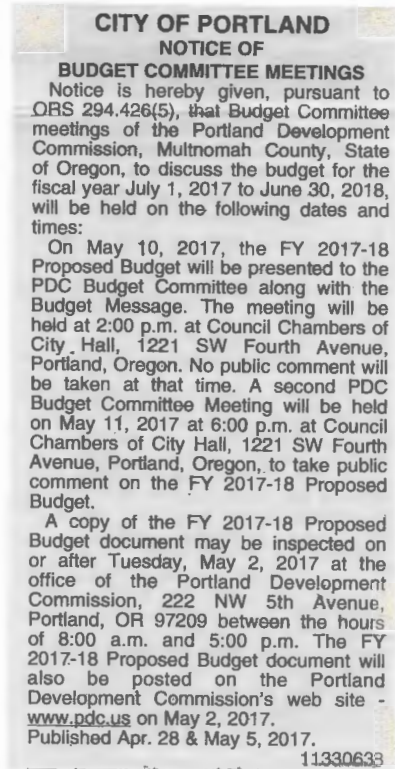 CITY OF PORTLAND
NOTICE OF
BUDGET COMMITTEE MEETINGS
Notice is hereby given, pursuant to
ORS 294.426(5), that Budget Committee
meetings of the Portland Development
Commission, Multnomah County, State
of Oregon, to discuss the budget for the
fiscal year July 1, 2017 to June 30, 2018,
will be held on the following dates and
times:
On May 10, 2017, the FY 2017-18
Proposed Budget will be presented to the
PDC Budget Committee along with the
Budget Message. The meeting will be
held at 2:00 p.m. at Council Chambers of
City Hall, 1221 SW Fourth Avenue,
Portland, Oregon. No public comment will
be taken at that time. A second PDC
Budget Committee Meeting will be held
on May 11, 2017 at 6:00 p.m. at Council
Chambers of City Hall, 1221 SW Fourth
Avenue, Portland, Oregon, to take public
comment on the FY 2017-18 Proposed
Budget.
A copy of the FY 2017-18 Proposed
Budget document may be inspected on
or after Tuesday, May 2, 2017 at the
office of the Portland Development
Commission, 222 NW 5th Avenue,
Portland, OR 97209 between the hours
of 8:00 a.m. and 5:00 p.m. The FY
2017-18 Proposed Budget document will
also be posted on the Portland
Development Commission's web site -
www.pdc.us on May 2, 2017.
Published Apr. 28 & May 5, 2017.
11330638